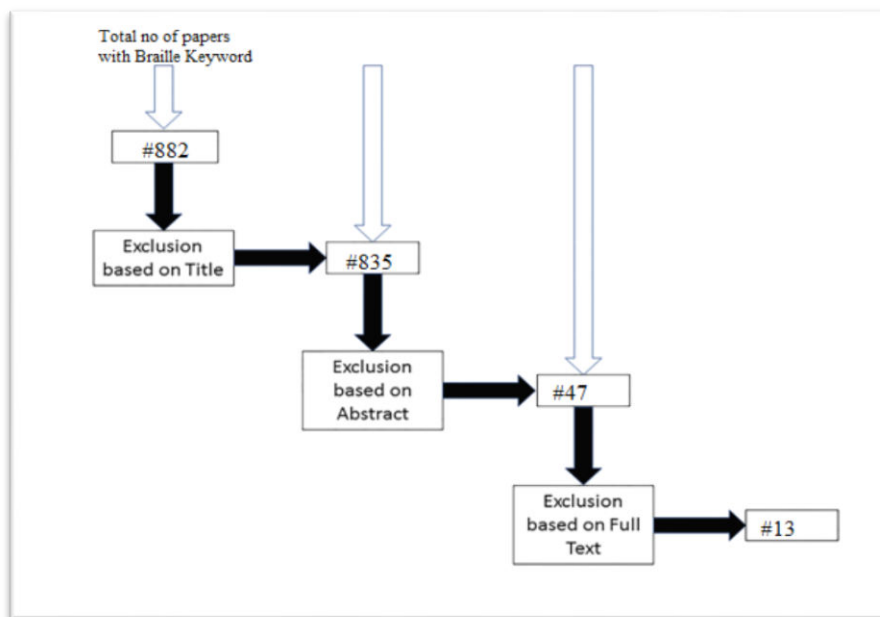 Total no of papers
with Braille Keyword
#882
Exclusion
based on Title
#835
Exclusion
based on
Abstract
#47
Exclusion
based on Full
Text
#13